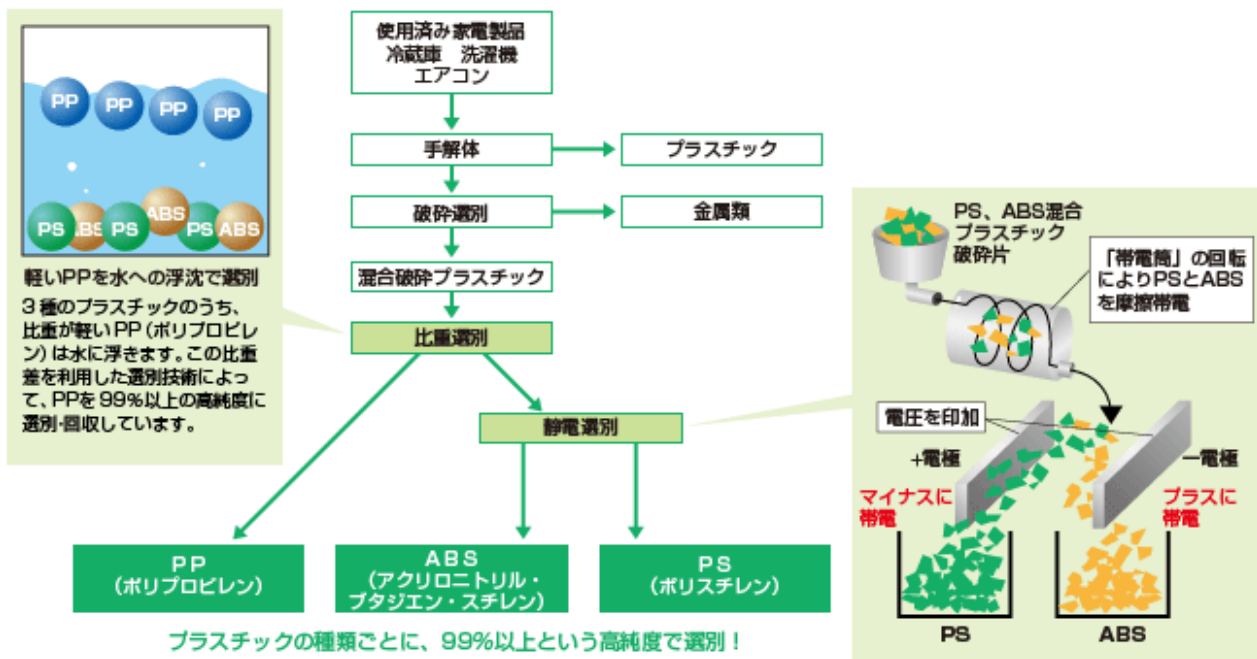 PP PP PP PP
PS ABS PS ABS PS ABS
軽いPPを水への浮沈で選別
3種のプラスチックのうち、
比重が軽いPP(ポリプロピレ
ン)は水に浮きます。この比重
差を利用した選別技術によっ
て、PPを99%以上の高純度に
選別・回収しています。
使用済み家電製品
冷蔵庫 洗濯機
エアコン
手解体
プラスチック
破砕選別
金属類
混合破砕プラスチック
比重選別
静電選別
PP
(ポリプロピレン)
ABS
(アクリロニトリル・
ブタジエン・スチレン)
PS
(ポリスチレン)
プラスチックの種類ごとに、99%以上という高純度で選別!
PS、ABS混合
プラスチック
破砕片
「帯電筒」の回転
によりPSとABS
を摩擦帯電
電圧を印加
+電極
ー電極
マイナスに
帯電
プラスに
帯電
PS
ABS